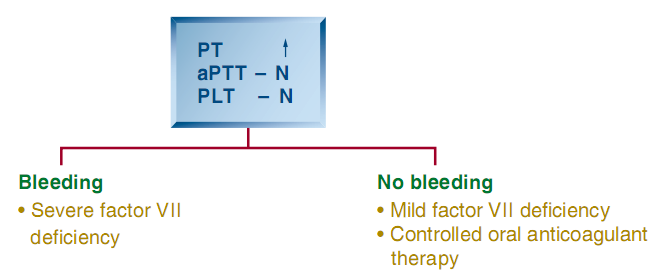 PT ↑
aPTT – N
PLT – N
Bleeding
• Severe factor VII
deficiency
No bleeding
• Mild factor VII deficiency
• Controlled oral anticoagulant
therapy